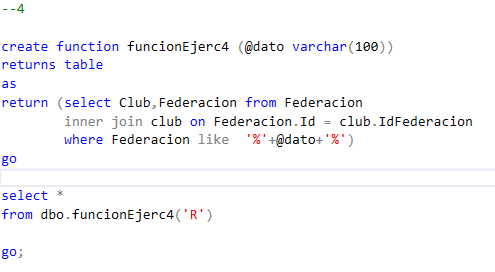 --4
create function funcionEjerc4 (@dato varchar(100))
returns table
as
return (select Club,Federacion from Federacion
inner join club on Federacion.Id = club.IdFederacion
where Federacion like  '%'+@dato+'%')
go
select *
from dbo.funcionEjerc4('R')
go;